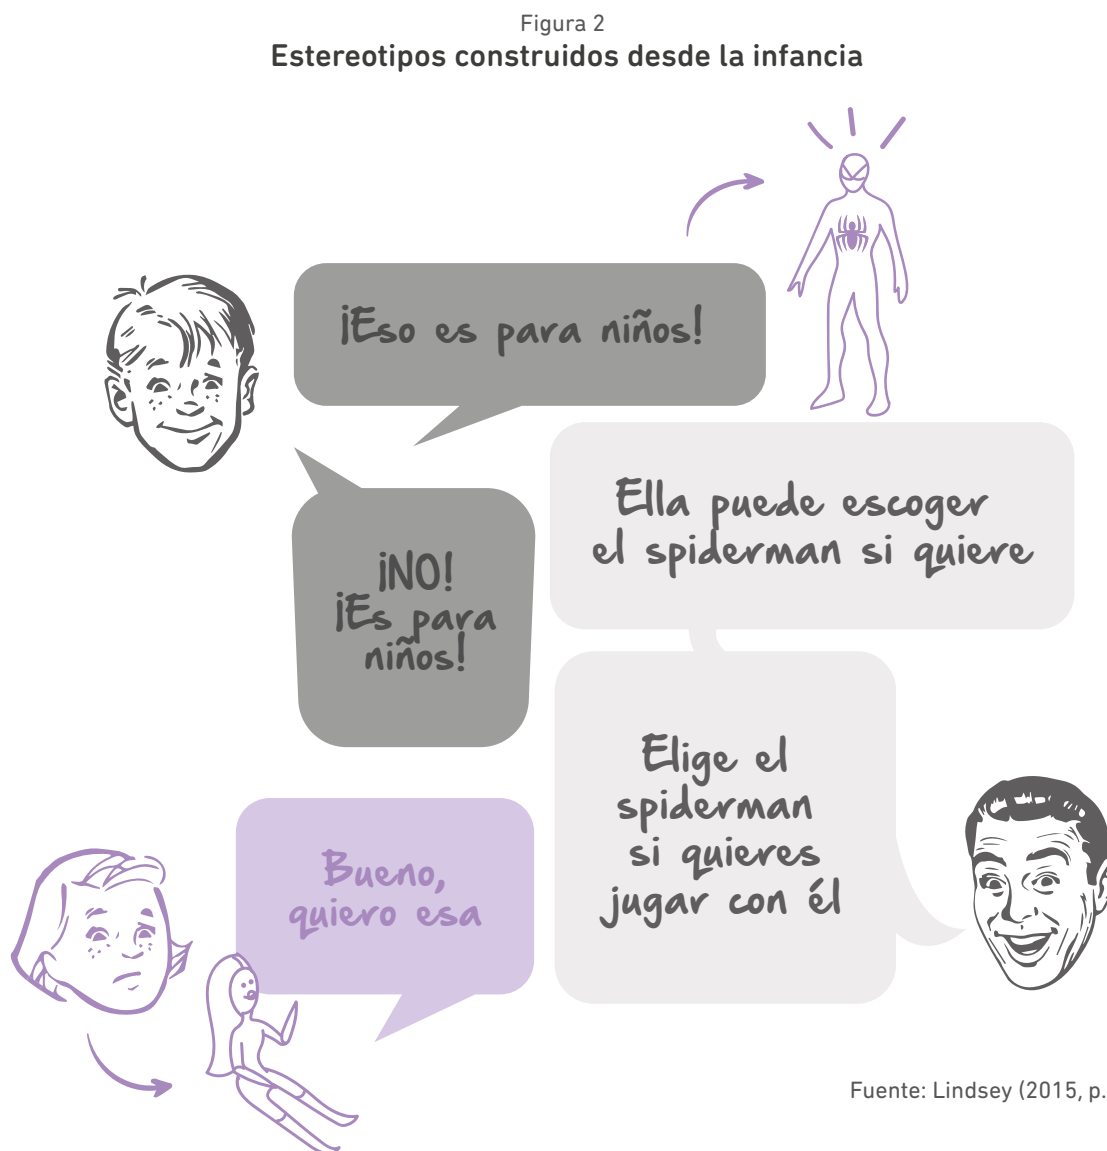 Figura 2
Estereotipos construidos desde la infancia
¡Eso es para niños!
Ella puede escoger
el spiderman si quiere
¡NO!
¡Es para
niños!
Elige el
spiderman
si quieres
jugar con él
Bueno,
quiero esa
Fuente: Lindsey (2015, p.